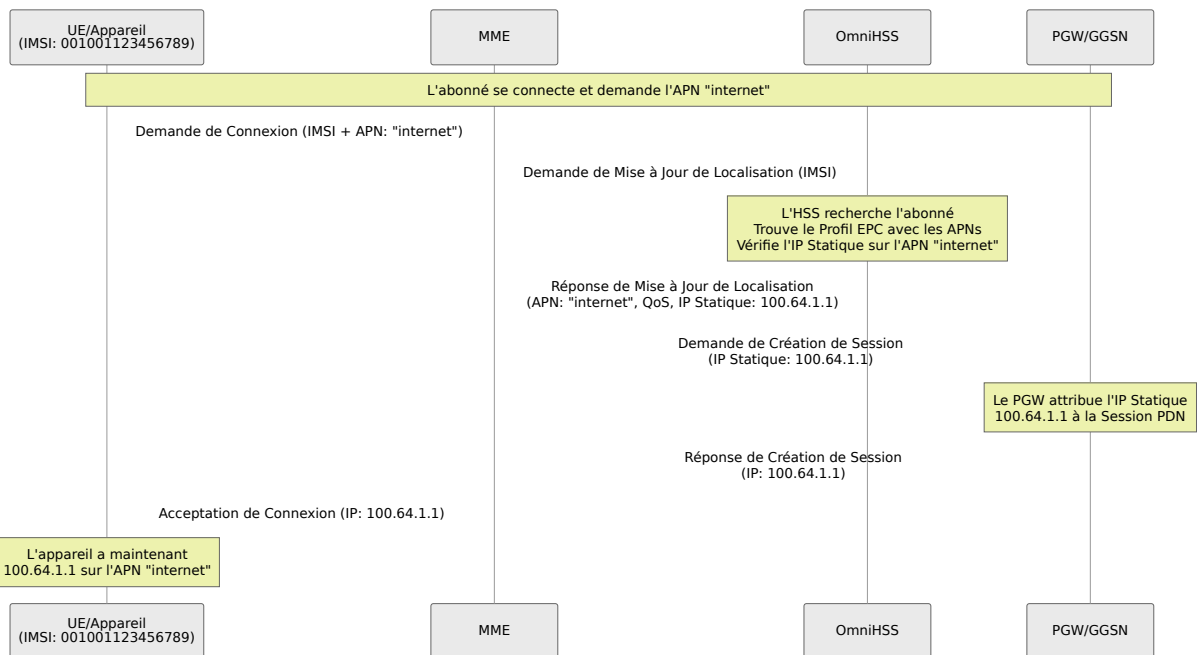 UE/Appareil
(IMSI: 001001123456789)
MME
OmniHSS
PGW/GGSN
L'abonné se connecte et demande l'APN "internet"
Demande de Connexion (IMSI + APN: "internet")
Demande de Mise à Jour de Localisation (IMSI)
L'HSS recherche l'abonné
Trouve le Profil EPC avec les APNs
Vérifie l'IP Statique sur l'APN "internet"
Réponse de Mise à Jour de Localisation
(APN: "internet", QoS, IP Statique: 100.64.1.1)
Demande de Création de Session
(IP Statique: 100.64.1.1)
Le PGW attribue l'IP Statique
100.64.1.1 à la Session PDN
Réponse de Création de Session
(IP: 100.64.1.1)
Acceptation de Connexion (IP: 100.64.1.1)
L'appareil a maintenant
100.64.1.1 sur l'APN "internet"
UE/Appareil
(IMSI: 001001123456789)
MME
OmniHSS
PGW/GGSN